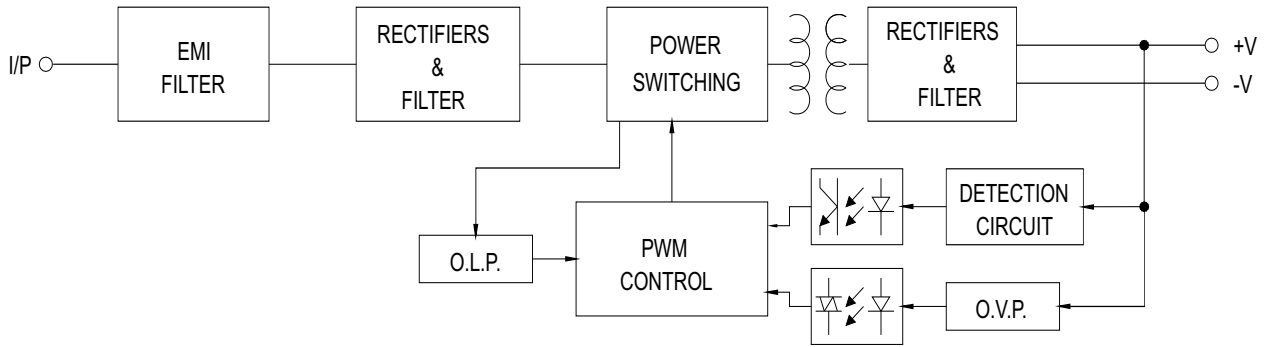 I/P
EMI
FILTER
RECTIFIERS
&
FILTER
POWER
SWITCHING
RECTIFIERS
&
FILTER
+V
-V
DETECTION
CIRCUIT
O.L.P.
PWM
CONTROL
O.V.P.